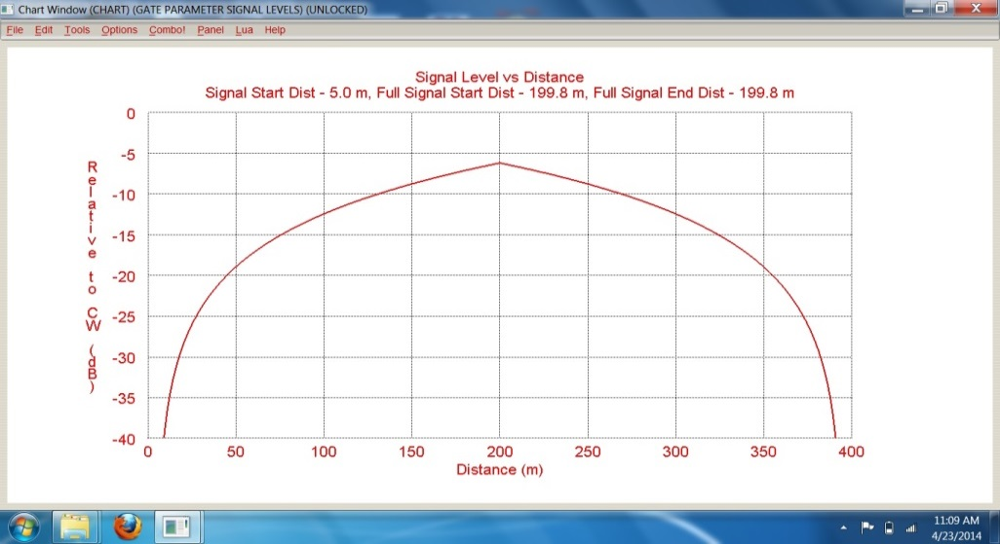 Chart Window (CHART) (GATE PARAMETER SIGNAL LEVELS) (UNLOCKED)
File Edit Tools Options Combo! Panel Lua Help
Signal Level vs Distance
Signal Start Dist - 5.0 m, Full Signal Start Dist - 199.8 m, Full Signal End Dist - 199.8 m
Relative to CW (dB)
0
-5
-10
-15
-20
-25
-30
-35
-40
0 50 100 150 200 250 300 350 400
Distance (m)
11:09 AM
4/23/2014